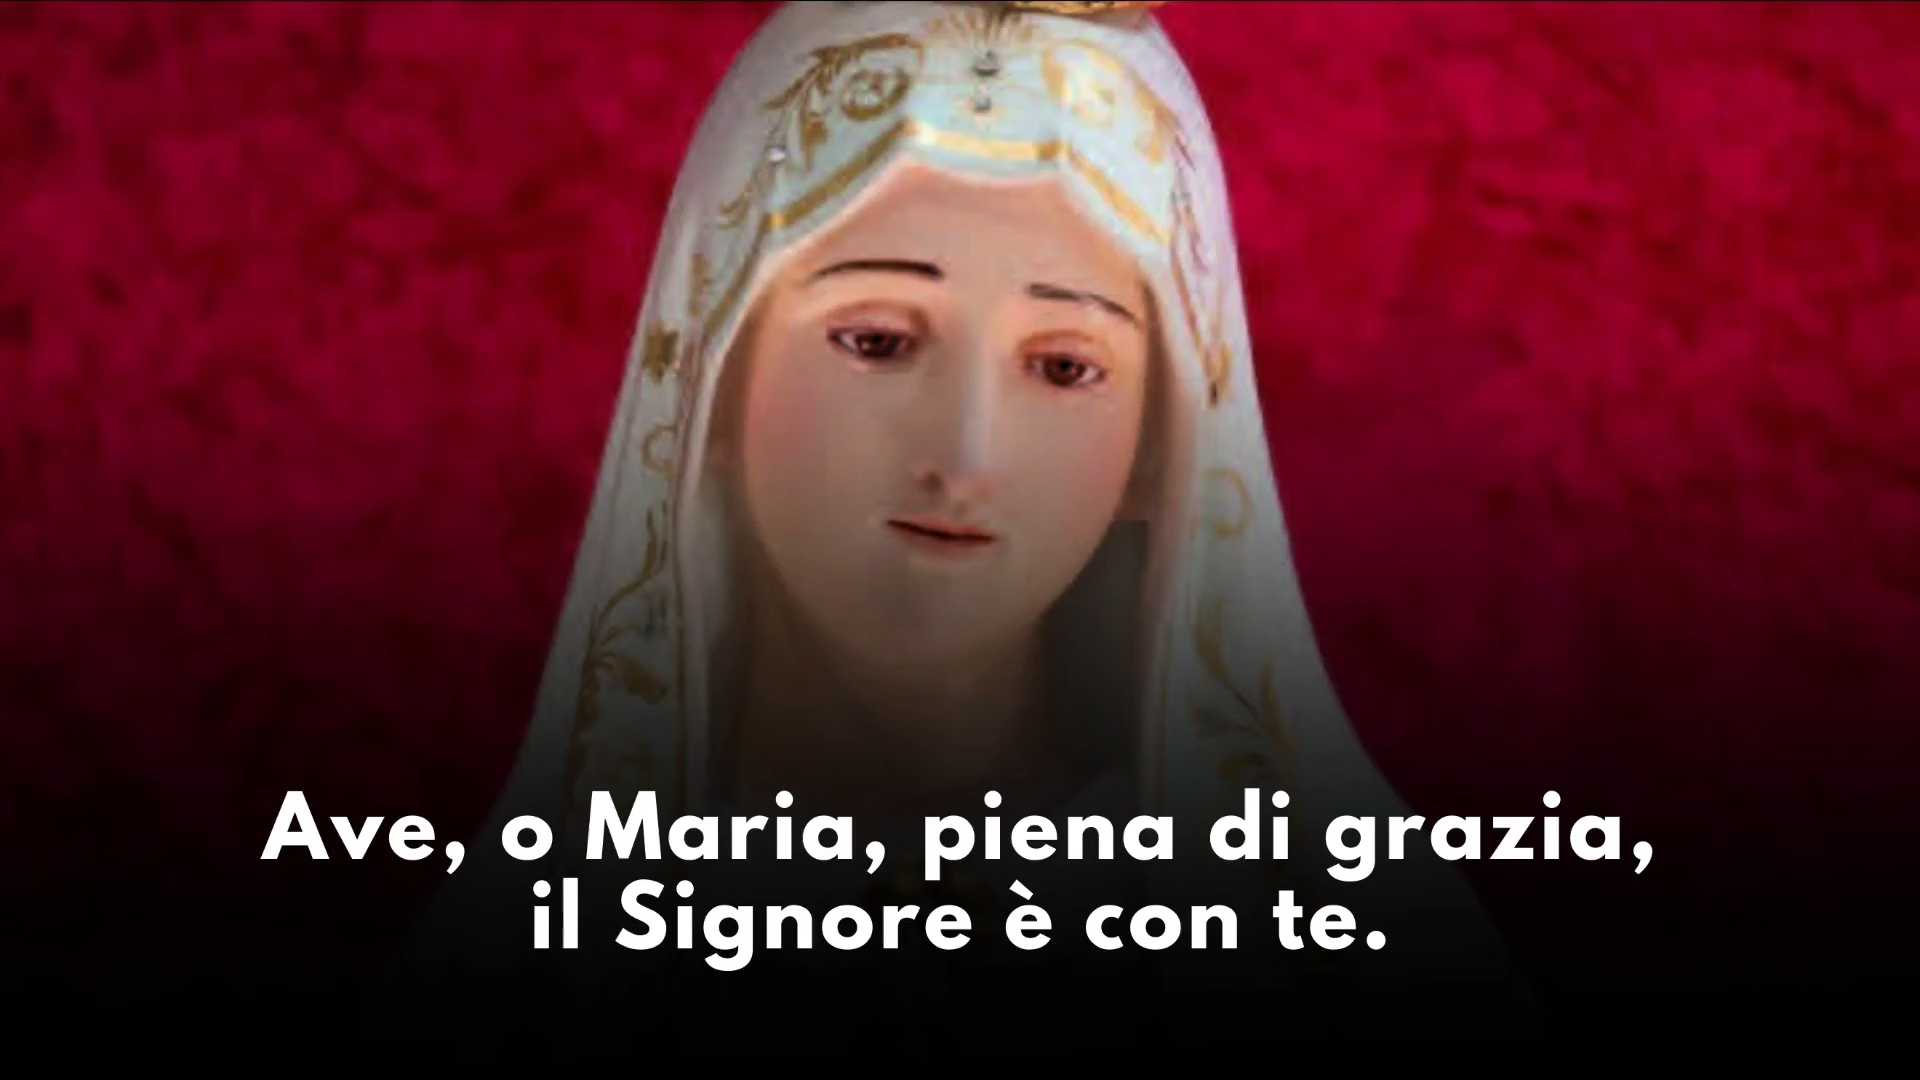 Ave, o Maria, piena di grazia,
il Signore è con te.